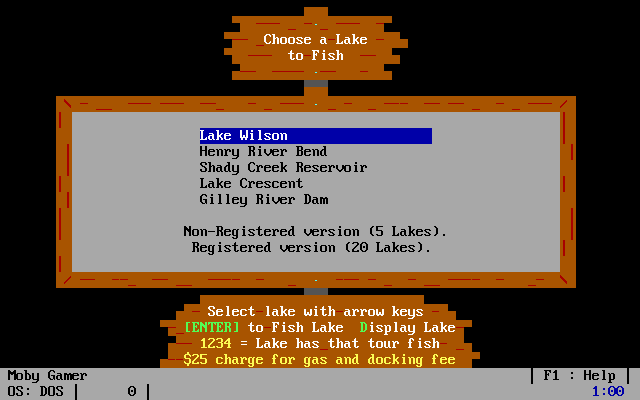 Choose a Lake
to Fish
Lake Wilson
Henry River Bend
Shady Creek Reservoir
Lake Crescent
Gilley River Dam
Non-Registered version (5 Lakes).
Registered version (20 Lakes).
Select lake with arrow keys
[ENTER] to Fish Lake  Display Lake
1234 = Lake has that tour fish
$25 charge for gas and docking fee
Moby Gamer | F1 : Help |
OS: DOS | 0 | 1:00